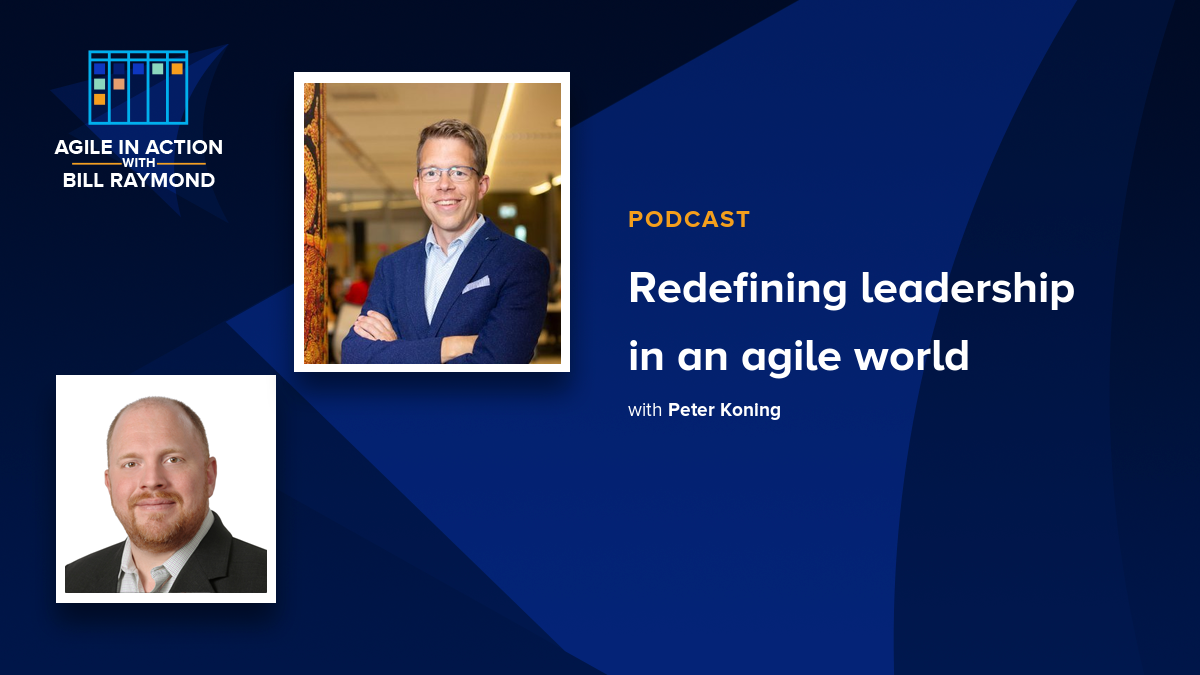 AGILE IN ACTION
WITH
BILL RAYMOND
PODCAST
Redefining leadership
in an agile world
with Peter Koning